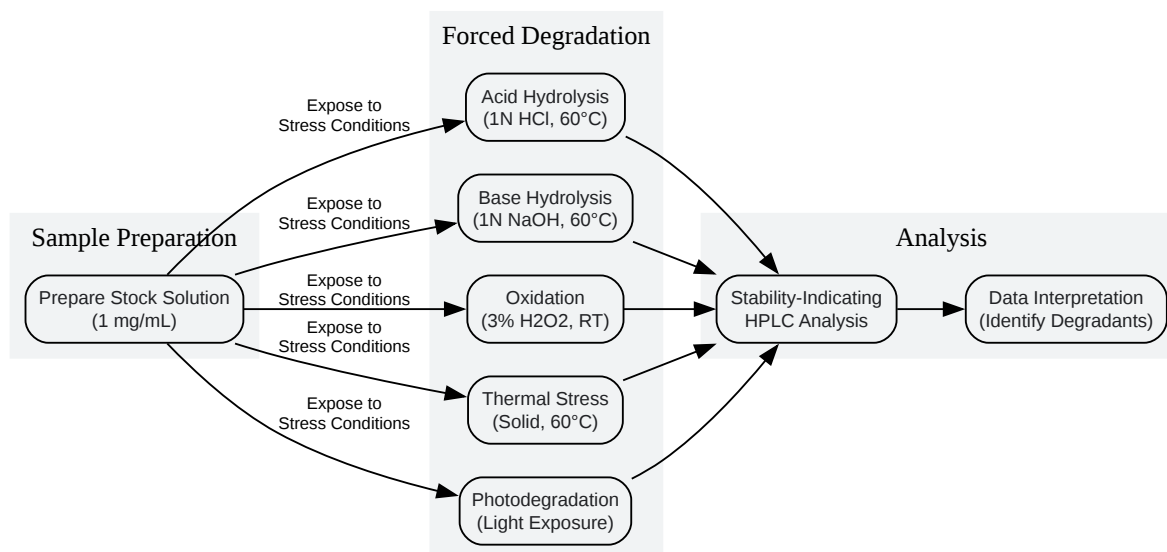 Forced Degradation
Expose to
Stress Conditions
Acid Hydrolysis
(1N HCl, 60°C)
Expose to
Stress Conditions
Base Hydrolysis
(1N NaOH, 60°C)
Sample Preparation
Analysis
Prepare Stock Solution
(1 mg/mL)
Expose to
Stress Conditions
Oxidation
(3% H2O2, RT)
Stability-Indicating
HPLC Analysis
Data Interpretation
(Identify Degradants)
Expose to
Stress Conditions
Thermal Stress
(Solid, 60°C)
Expose to
Stress Conditions
Photodegradation
(Light Exposure)